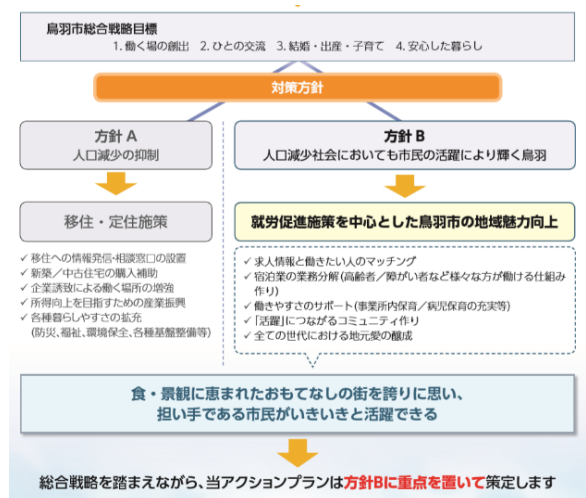 鳥羽市総合戦略目標
1. 働く場の創出 2. ひとの交流 3. 結婚・出産・子育て 4. 安心した暮らし
対策方針
方針 A
人口減少の抑制
移住・定住施策
✓ 移住への情報発信・相談窓口の設置
✓ 新築/中古住宅の購入補助
✓ 企業誘致による働く場所の増強
✓ 所得向上を目指すための産業振興
✓ 各種暮らしやすさの拡充
(防災、福祉、環境保全、各種基盤整備等)
方針 B
人口減少社会においても市民の活躍により輝く鳥羽
就労促進施策を中心とした鳥羽市の地域魅力向上
✓ 求人情報と働きたい人のマッチング
✓ 宿泊業の業務分解(高齢者/障がい者など様々な方が働ける仕組み
作り)
✓ 働きやすさのサポート(事業所内保育/病児保育の充実等)
✓ 「活躍」につながるコミュニティ作り
✓ 全ての世代における地元愛の醸成
食・景観に恵まれたおもてなしの街を誇りに思い、
担い手である市民がいきいきと活躍できる
総合戦略を踏まえながら、当アクションプランは方針Bに重点を置いて策定します